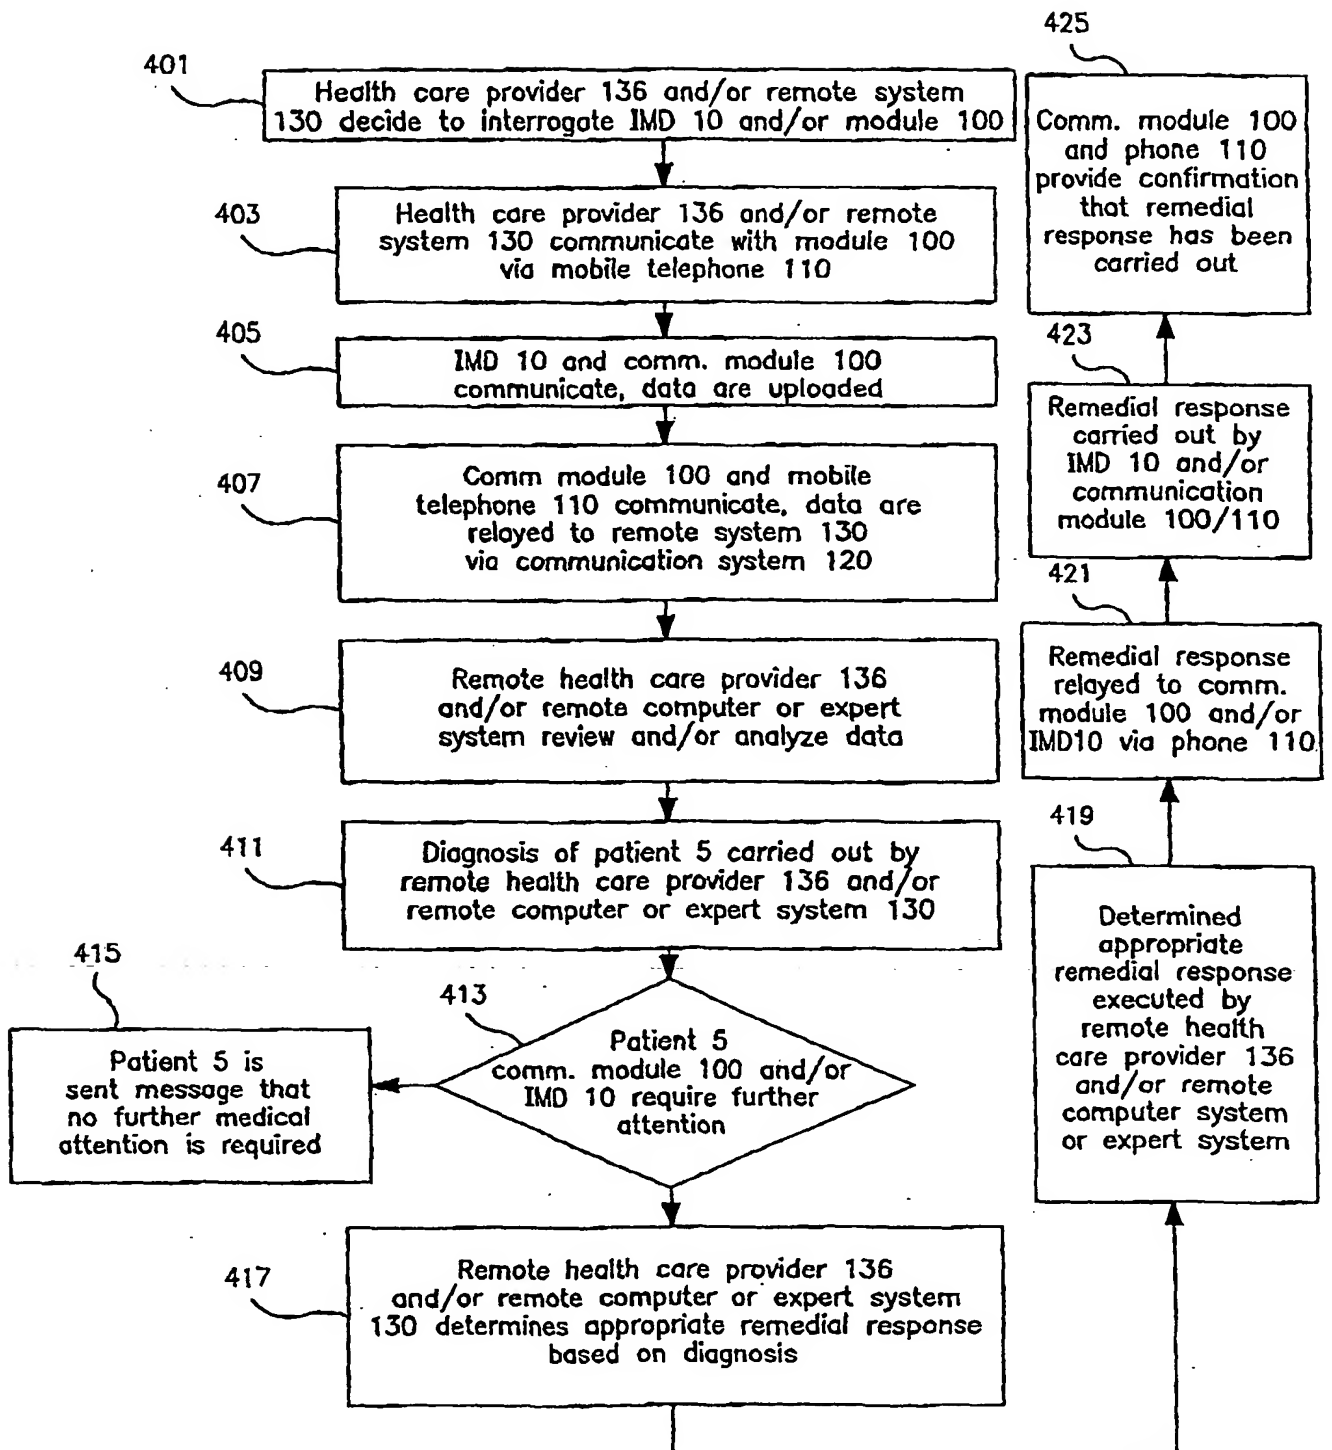 401
Health care provider 136 and/or remote system
130 decide to interrogate IMD 10 and/or module 100
403
Health care provider 136 and/or remote
system 130 communicate with module 100
via mobile telephone 110
405
IMD 10 and comm. module 100
communicate, data are uploaded
407
Comm module 100 and mobile
telephone 110 communicate, data are
relayed to remote system 130
via communication system 120
409
Remote health care provider 136
and/or remote computer or expert
system review and/or analyze data
411
Diagnosis of patient 5 carried out by
remote health care provider 136 and/or
remote computer or expert system 130
413
Patient 5
comm. module 100 and/or
IMD 10 require further
attention
415
Patient 5 is
sent message that
no further medical
attention is required
417
Remote health care provider 136
and/or remote computer or expert system
130 determines appropriate remedial response
based on diagnosis
419
Determined
appropriate
remedial response
executed by
remote health
care provider 136
and/or remote
computer system
or expert system
421
Remedial response
relayed to comm.
module 100 and/or
IMD10 via phone 110
423
Remedial response
carried out by
IMD 10 and/or
communication
module 100/110
425
Comm. module 100
and phone 110
provide confirmation
that remedial
response has been
carried out